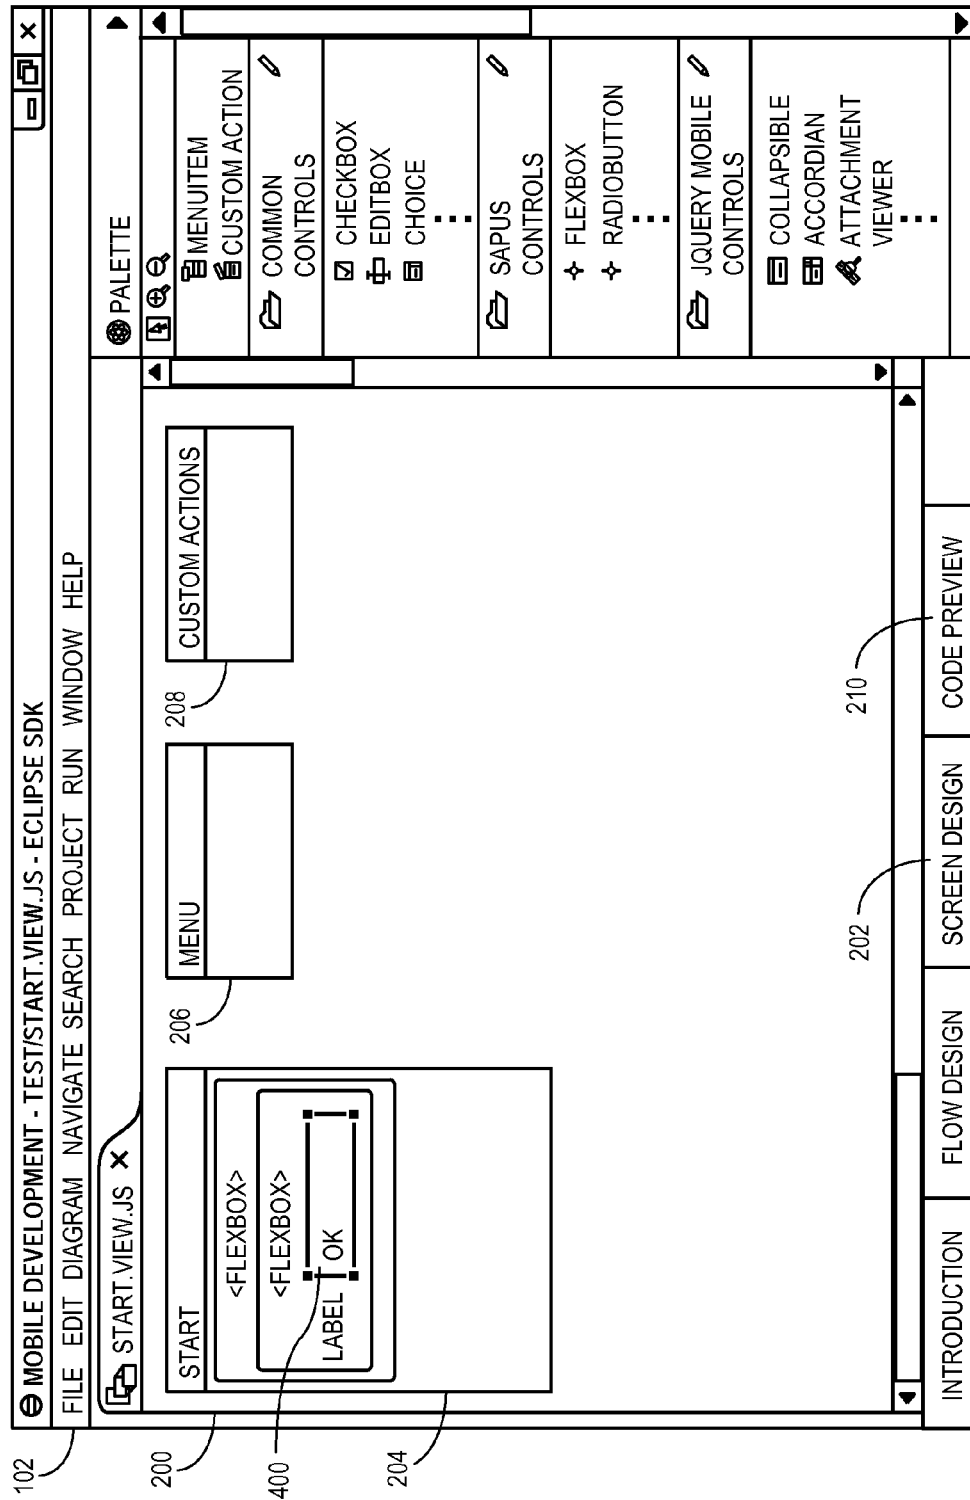 MOBILE DEVELOPMENT - TEST/START.VIEW.JS - ECLIPSE SDK
FILE EDIT DIAGRAM NAVIGATE SEARCH PROJECT RUN WINDOW HELP
102
START.VIEW.JS X
200
START
<FLEXBOX>
<FLEXBOX>
LABEL OK
400
204
MENU
206
CUSTOM ACTIONS
208
PALETTE
MENUITEM
CUSTOM ACTION
COMMON
CONTROLS
CHECKBOX
EDITBOX
CHOICE
SAPUS
CONTROLS
FLEXBOX
RADIOBUTTON
JQUERY MOBILE
CONTROLS
COLLAPSIBLE
ACCORDIAN
ATTACHMENT
VIEWER
202
210
INTRODUCTION
FLOW DESIGN
SCREEN DESIGN
CODE PREVIEW